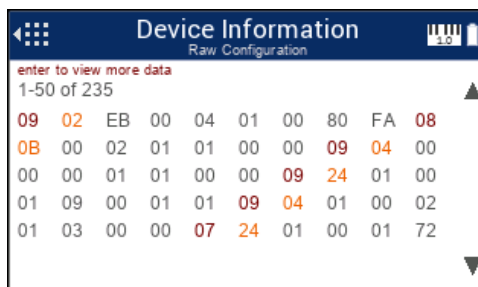 Device Information
Raw Configuration
1.0
enter to view more data
1-50 of 235
09 02 EB 00 04 01 00 80 FA 08
0B 00 02 01 01 00 00 09 04 00
00 00 01 01 00 00 09 24 01 00
01 09 00 01 01 09 04 01 00 02
01 03 00 00 07 24 01 00 01 72